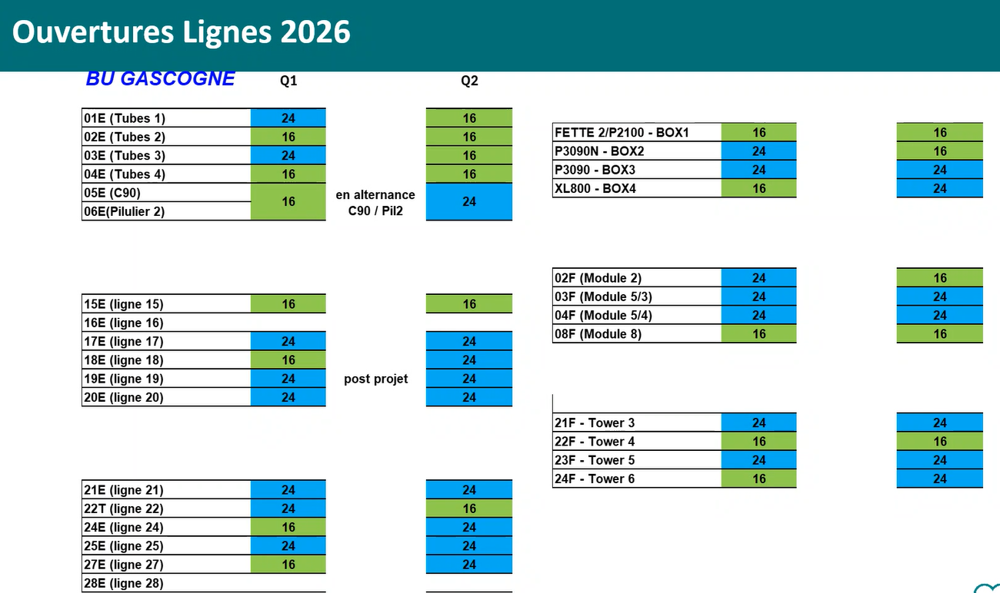 Ouvertures Lignes 2026
BU GASCOGNE Q1 Q2
01E (Tubes 1) 24 16
02E (Tubes 2) 16 16
03E (Tubes 3) 24 16
04E (Tubes 4) 16 16
05E (C90)
06E(Pilulier 2)
16 en alternance 24
C90 / Pil2
15E (ligne 15) 16 16
16E (ligne 16)
17E (ligne 17) 24 24
18E (ligne 18) 16 24
19E (ligne 19) 24 post projet 24
20E (ligne 20) 24 24
21E (ligne 21) 24 24
22T (ligne 22) 24 16
24E (ligne 24) 16 24
25E (ligne 25) 24 24
27E (ligne 27) 16 24
28E (ligne 28)
FETTE 2/P2100 - BOX1 16 16
P3090N - BOX2 24 16
P3090 - BOX3 24 24
XL800 - BOX4 16 24
02F (Module 2) 24 16
03F (Module 5/3) 24 24
04F (Module 5/4) 24 24
08F (Module 8) 16 16
21F - Tower 3 24 24
22F - Tower 4 16 16
23F - Tower 5 24 24
24F - Tower 6 16 24